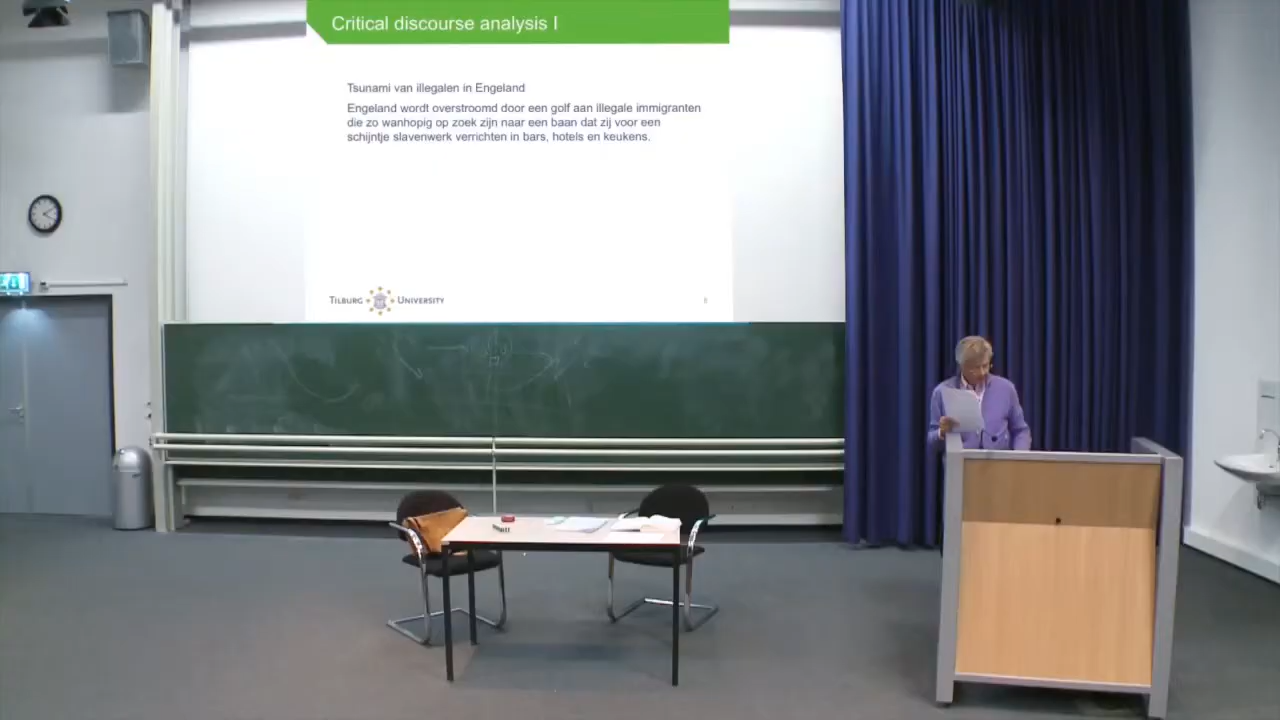 Critical discourse analysis I
Tsunami van illegalen in Engeland
Engeland wordt overstroomd door een golf aan illegale immigranten
die zo wanhopig op zoek zijn naar een baan dat zij voor een
schijntje slavenwerk verrichten in bars, hotels en keukens.
TILBURG UNIVERSITY